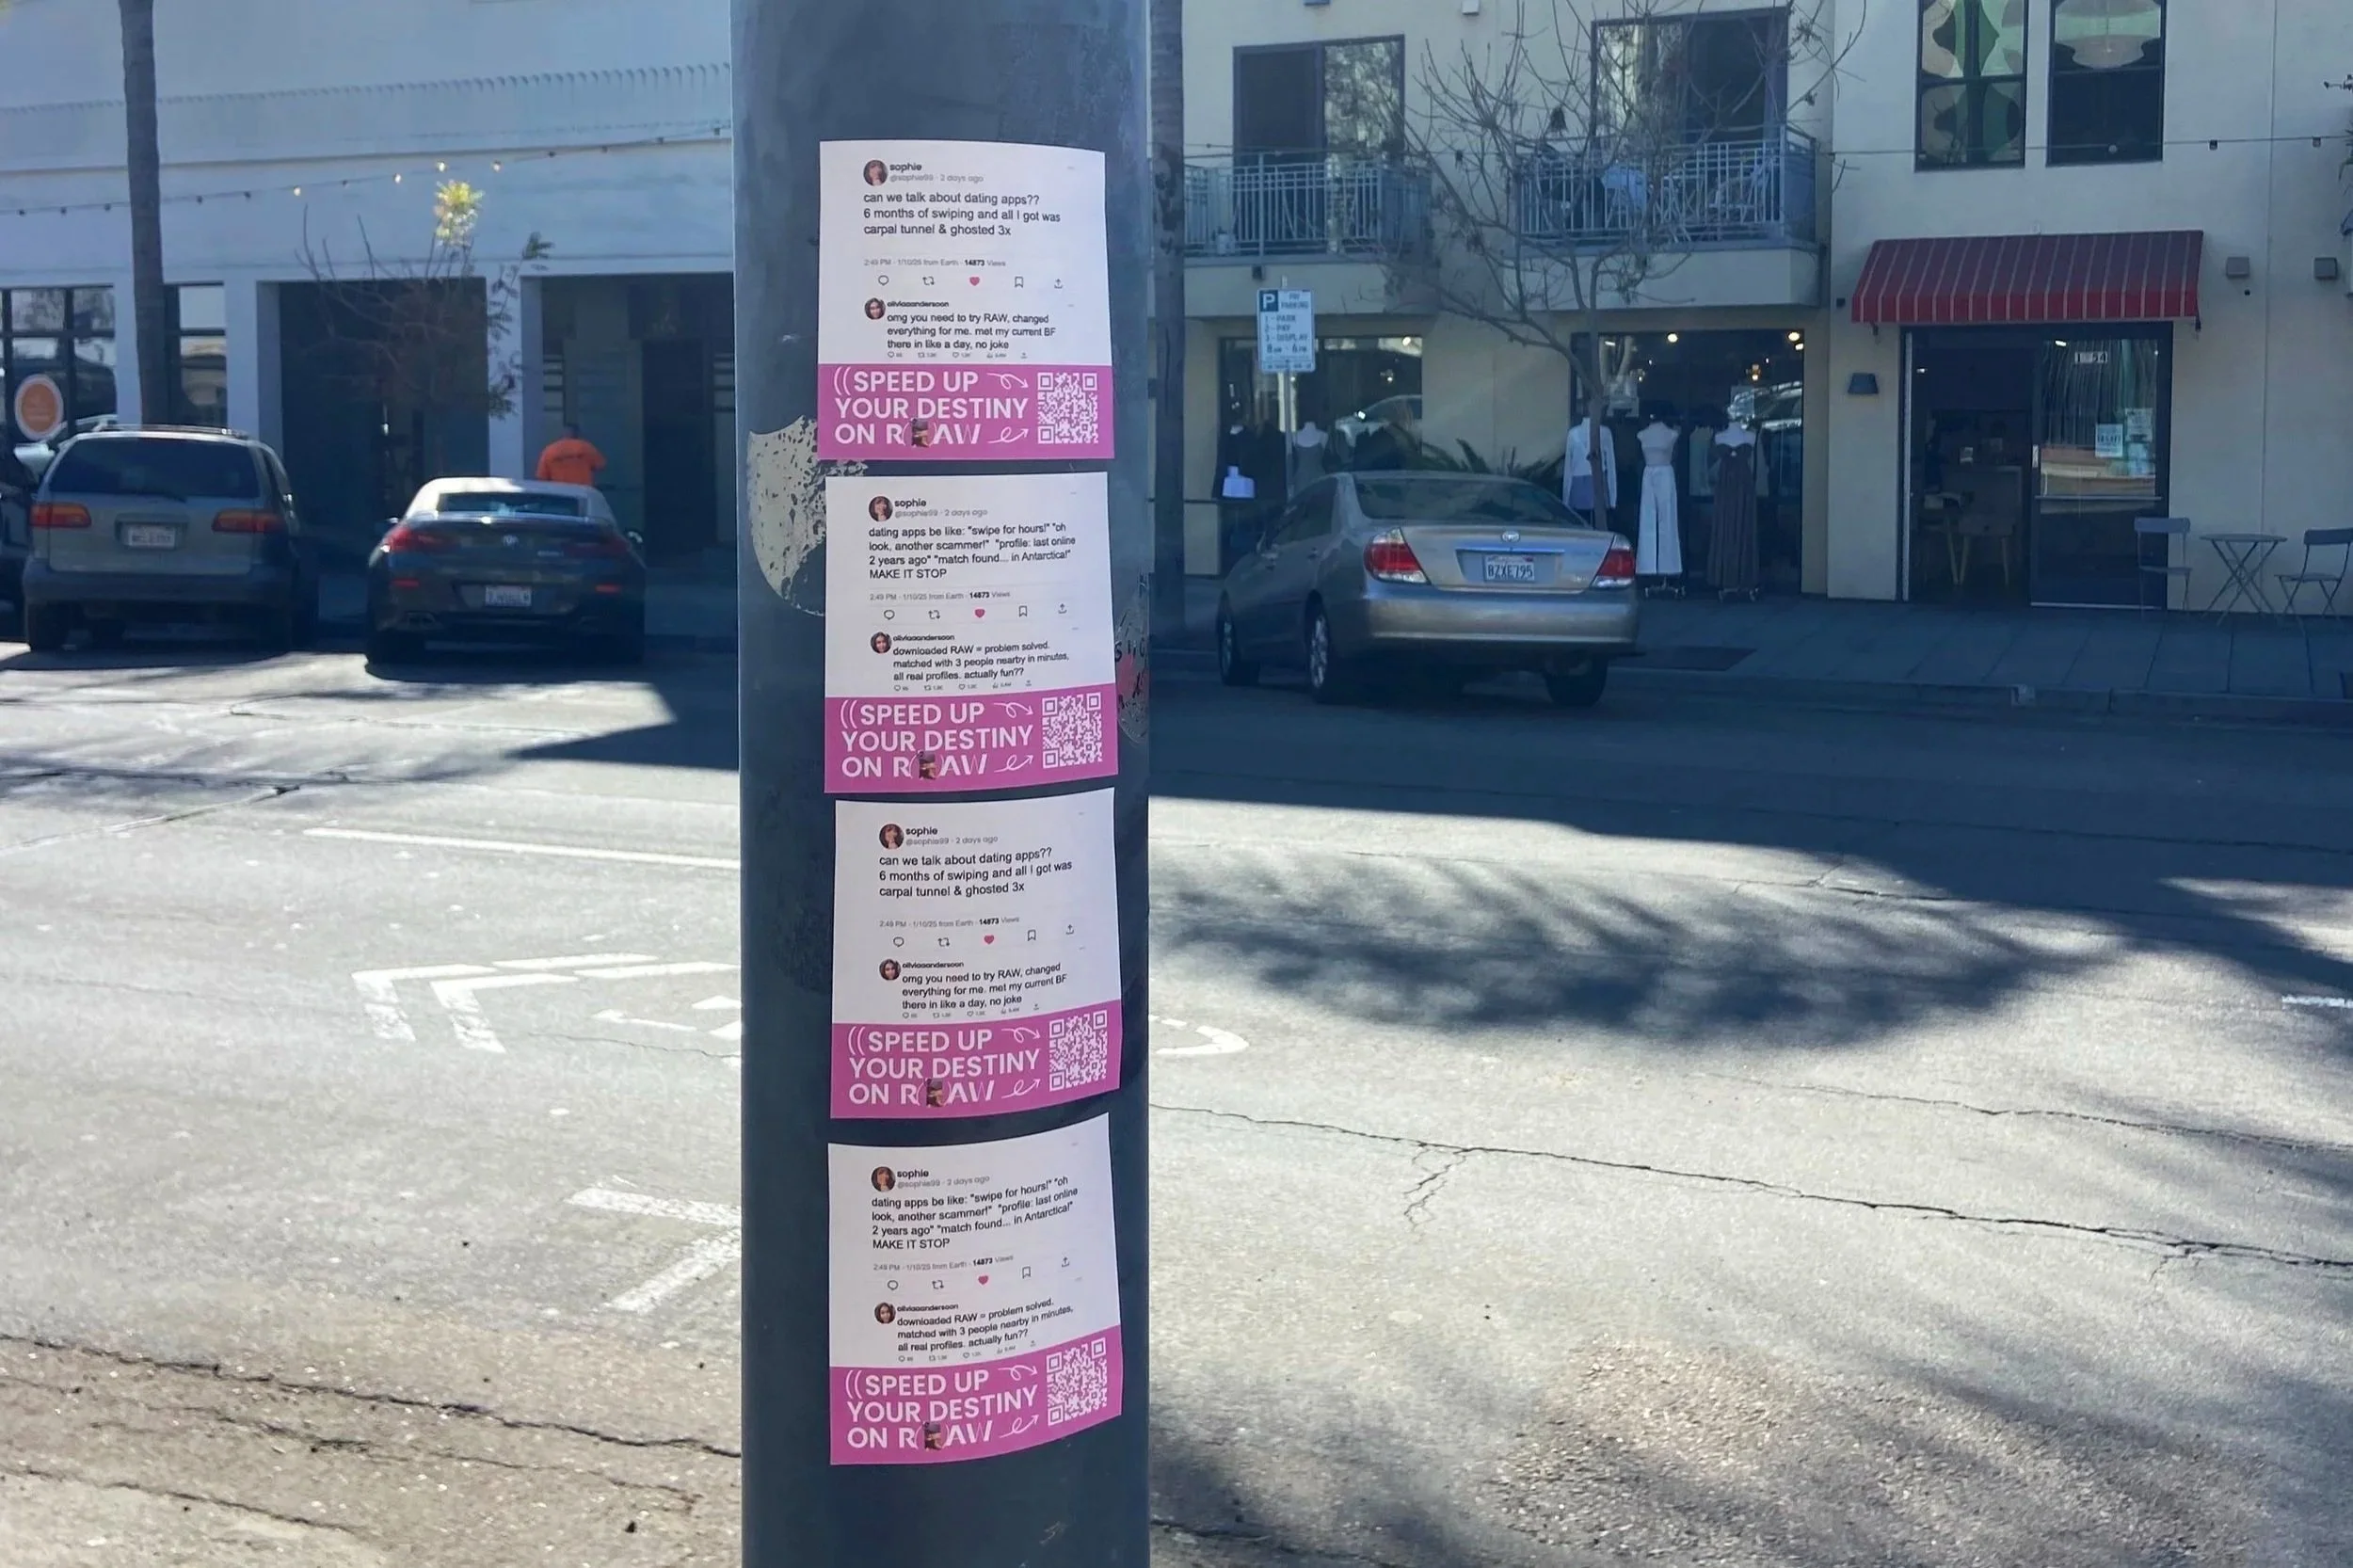 sophie
@sophie99 · 2 days ago
can we talk about dating apps??
6 months of swiping and all I got was
carpal tunnel & ghosted 3x
2:49 PM · 1/10/25 from Earth · 14873 Views
oliviaaandersoon
omg you need to try RAW, changed
everything for me. met my current BF
there in like a day, no joke
SPEED UP
YOUR DESTINY
ON RAW
sophie
@sophie99 · 2 days ago
dating apps be like: "swipe for hours!" "oh
look, another scammer!" "profile: last online
2 years ago" "match found... in Antarctica!"
MAKE IT STOP
2:49 PM · 1/10/25 from Earth · 14873 Views
oliviaaandersoon
downloaded RAW = problem solved.
matched with 3 people nearby in minutes,
all real profiles. actually fun??
SPEED UP
YOUR DESTINY
ON RAW
sophie
@sophie99 · 2 days ago
can we talk about dating apps??
6 months of swiping and all I got was
carpal tunnel & ghosted 3x
2:49 PM · 1/10/25 from Earth · 14873 Views
oliviaaandersoon
omg you need to try RAW, changed
everything for me. met my current BF
there in like a day, no joke
SPEED UP
YOUR DESTINY
ON RAW
sophie
@sophie99 · 2 days ago
dating apps be like: "swipe for hours!" "oh
look, another scammer!" "profile: last online
2 years ago" "match found... in Antarctica!"
MAKE IT STOP
2:49 PM · 1/10/25 from Earth · 14873 Views
oliviaaandersoon
downloaded RAW = problem solved.
matched with 3 people nearby in minutes,
all real profiles. actually fun??
SPEED UP
YOUR DESTINY
ON RAW
P PAY
PARKING
1 - PARK
2 - PAY
3 - DISPLAY
8AM - 6PM
8ZXE795